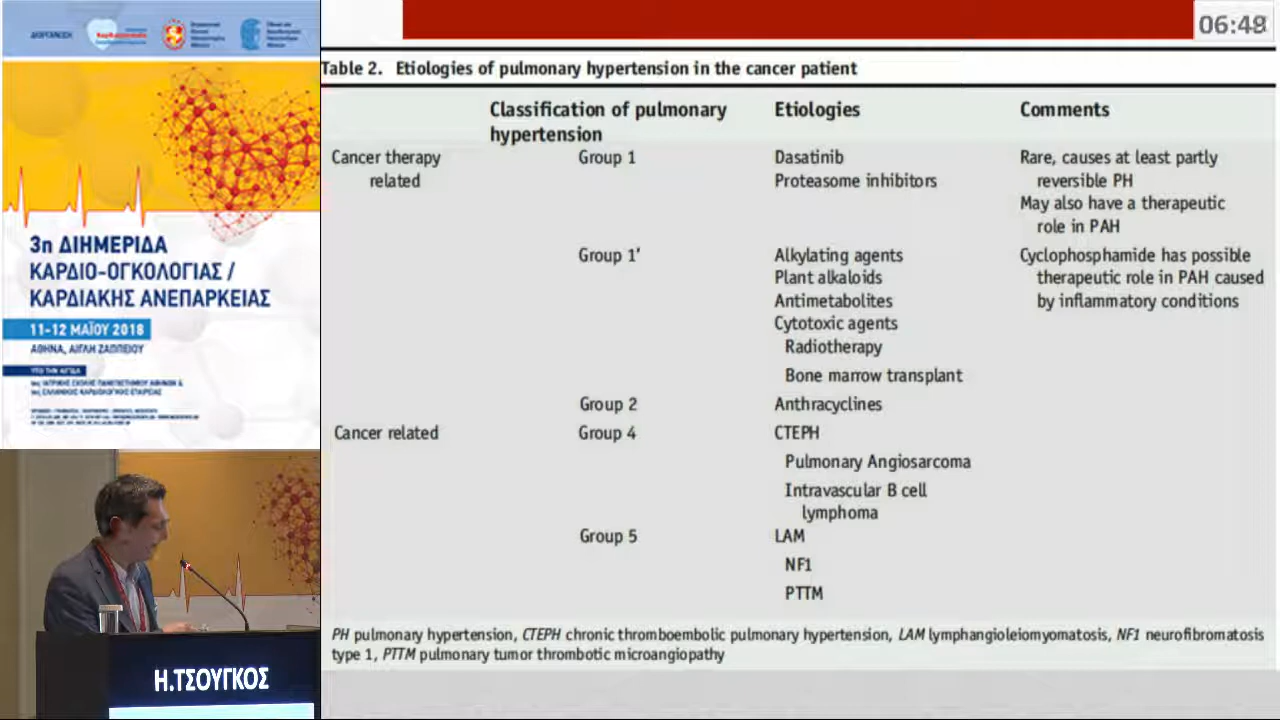 ΔΙΟΡΓΑΝΩΣΗ
06:48
3η ΔΙΗΜΕΡΙΔΑ
ΚΑΡΔΙΟ-ΟΓΚΟΛΟΓΙΑΣ /
ΚΑΡΔΙΑΚΗΣ ΑΝΕΠΑΡΚΕΙΑΣ
11-12 ΜΑΪΟΥ 2018
ΑΘΗΝΑ, ΑΙΓΛΗ ΖΑΠΠΕΙΟΥ
ΥΠΟ ΤΗΝ ΑΙΓΙΔΑ
Η.ΤΣΟΥΓΚΟΣ
Table 2. Etiologies of pulmonary hypertension in the cancer patient
Classification of pulmonary hypertension Etiologies Comments
Cancer therapy related Group 1 Dasatinib Rare, causes at least partly
reversible PH
Proteasome inhibitors May also have a therapeutic
role in PAH
Group 1' Alkylating agents Cyclophosphamide has possible
Plant alkaloids therapeutic role in PAH caused
Antimetabolites by inflammatory conditions
Cytotoxic agents
Radiotherapy
Bone marrow transplant
Group 2 Anthracyclines
Cancer related Group 4 CTEPH
Pulmonary Angiosarcoma
Intravascular B cell
lymphoma
Group 5 LAM
NF1
PTTM
PH pulmonary hypertension, CTEPH chronic thromboembolic pulmonary hypertension, LAM lymphangioleiomyomatosis, NF1 neurofibromatosis
type 1, PTTM pulmonary tumor thrombotic microangiopathy